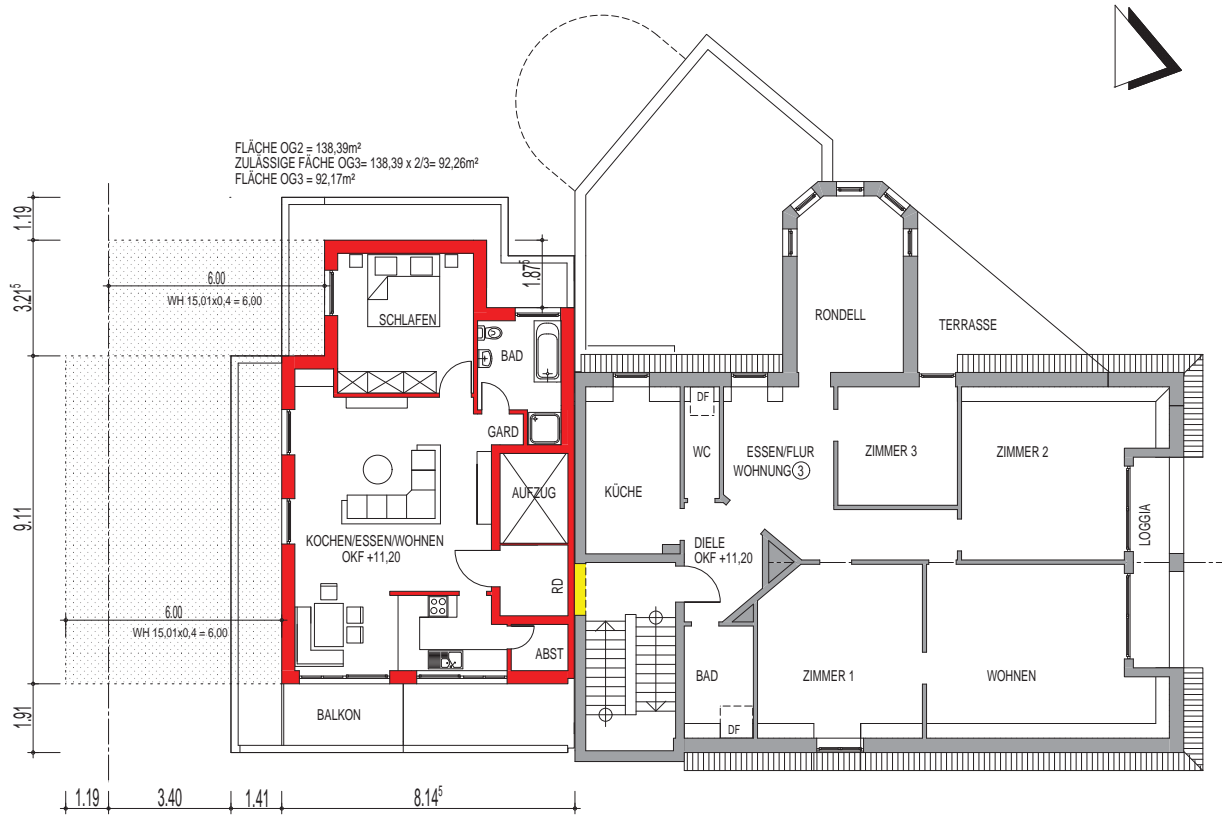 FLÄCHE OG2 = 138,39m²
ZULÄSSIGE FÄCHE OG3= 138,39 x 2/3= 92,26m²
FLÄCHE OG3 = 92,17m²
1.19
3.21⁵
9.11
1.91
6.00
WH 15,01x0,4 = 6,00
1.87⁵
SCHLAFEN
BAD
GARD
AUFZUG
KOCHEN/ESSEN/WOHNEN
OKF +11,20
RD
ABST
6.00
WH 15,01x0,4 = 6,00
BALKON
RONDELL
TERRASSE
DF
WC
ESSEN/FLUR
WOHNUNG 3
ZIMMER 3
ZIMMER 2
KÜCHE
LOGGIA
DIELE
OKF +11,20
BAD
DF
ZIMMER 1
WOHNEN
1.19
3.40
1.41
8.14⁵